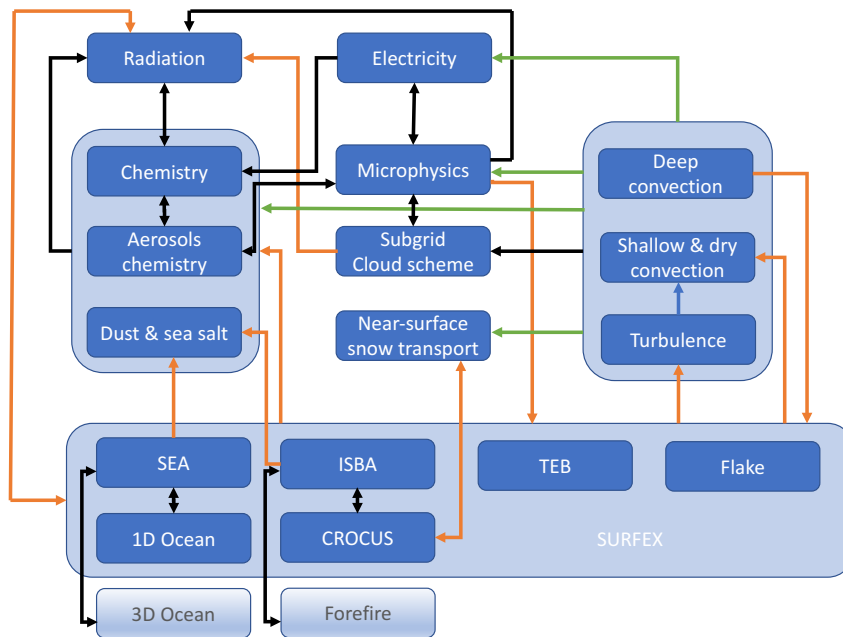 Radiation
Electricity
Chemistry
Microphysics
Deep
convection
Aerosols
chemistry
Subgrid
Cloud scheme
Shallow & dry
convection
Dust & sea salt
Near-surface
snow transport
Turbulence
SEA
ISBA
TEB
Flake
1D Ocean
CROCUS
SURFEX
3D Ocean
Forefire